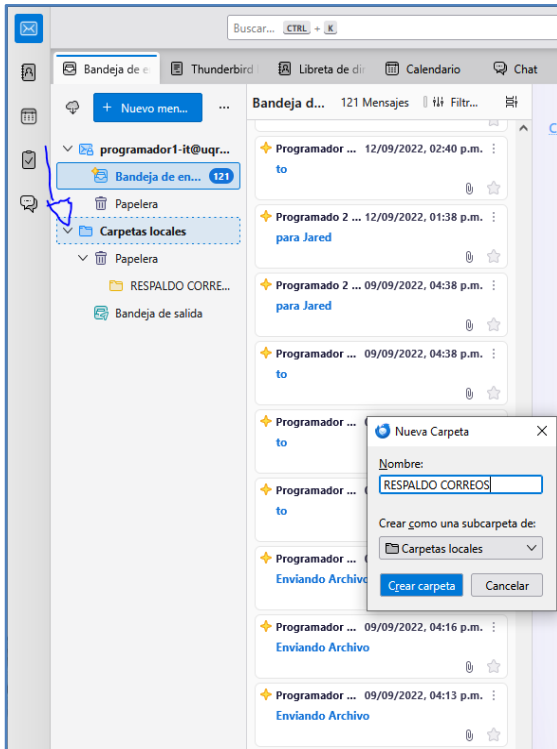 Buscar... CTRL + K
Bandeja de e
Thunderbird
Libreta de di
Calendario
Chat
+ Nuevo men...
Bandeja d...
121 Mensajes
Filtr...
programador1-it@uqr...
Bandeja de en... 121
Papelera
Carpetas locales
Papelera
RESPALDO CORRE...
Bandeja de salida
Programador ... 12/09/2022, 02:40 p.m.
to
Programado 2 ... 12/09/2022, 01:38 p.m.
para Jared
Programado 2 ... 09/09/2022, 04:38 p.m.
para Jared
Programador ... 09/09/2022, 04:38 p.m.
to
Programador ...
to
Programador ...
to
Programador ...
Enviando Archivo
Programador ... 09/09/2022, 04:16 p.m.
Enviando Archivo
Programador ... 09/09/2022, 04:13 p.m.
Enviando Archivo
Nueva Carpeta
Nombre:
RESPALDO CORREOS
Crear como una subcarpeta de:
Carpetas locales
Crear carpeta
Cancelar